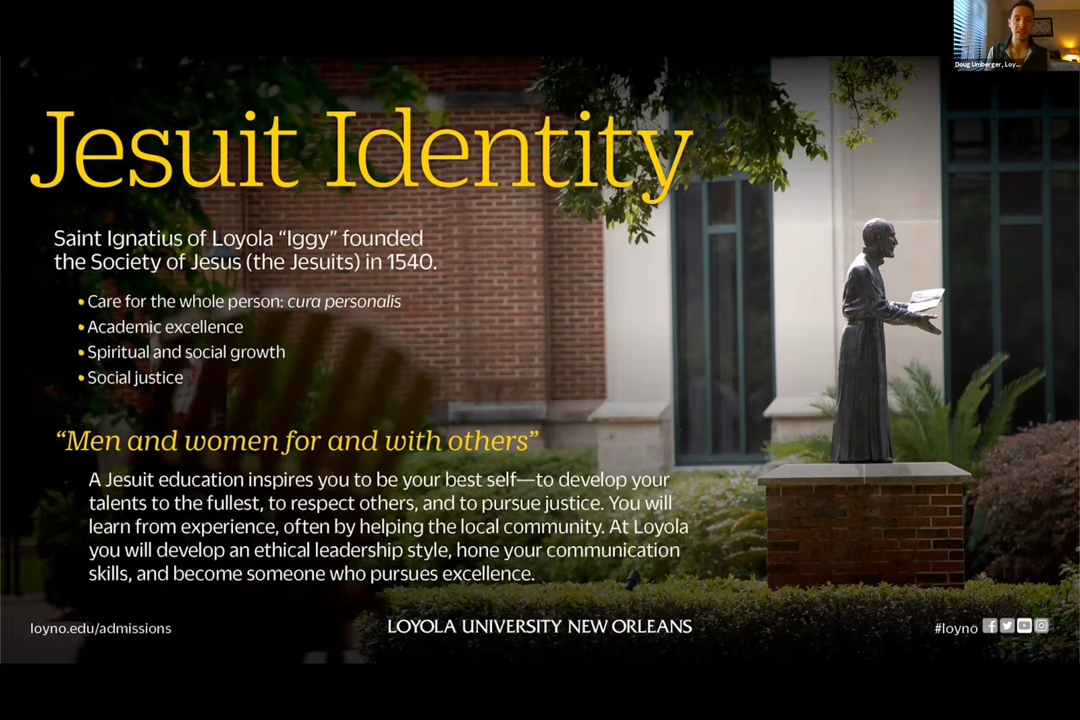 Doug Umberger, Loy...
Jesuit Identity
Saint Ignatius of Loyola “Iggy” founded
the Society of Jesus (the Jesuits) in 1540.
• Care for the whole person: cura personalis
• Academic excellence
• Spiritual and social growth
• Social justice
“Men and women for and with others”
A Jesuit education inspires you to be your best self—to develop your
talents to the fullest, to respect others, and to pursue justice. You will
learn from experience, often by helping the local community. At Loyola
you will develop an ethical leadership style, hone your communication
skills, and become someone who pursues excellence.
loyno.edu/admissions
LOYOLA UNIVERSITY NEW ORLEANS
#loyno